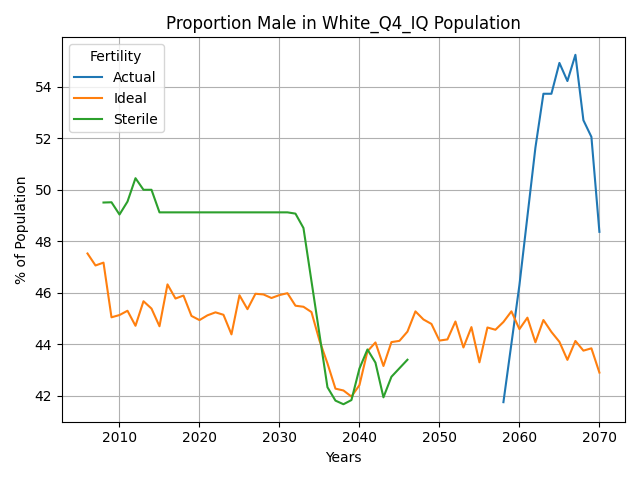 Proportion Male in White_Q4_IQ Population
Fertility
Actual
Ideal
Sterile
54
52
50
48
46
44
42
% of Population
2010 2020 2030 2040 2050 2060 2070
Years